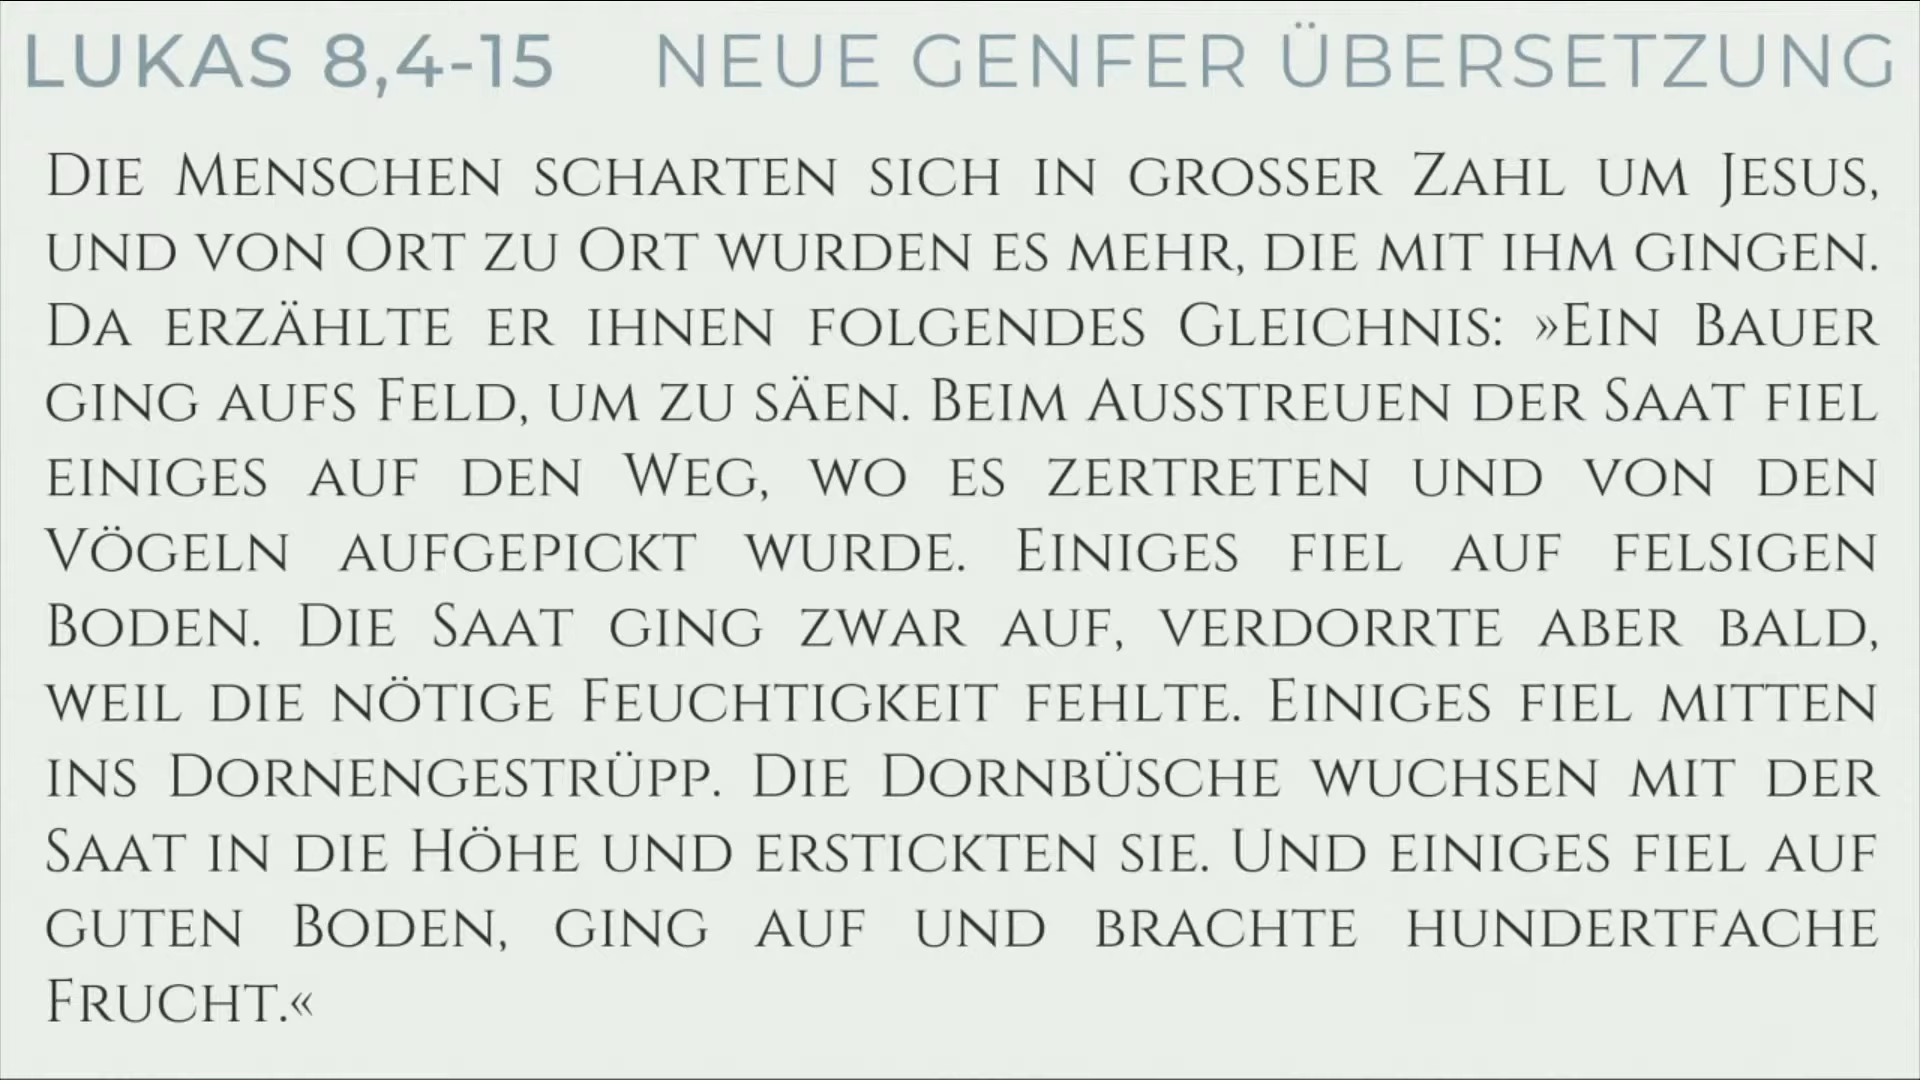 LUKAS 8,4-15 NEUE GENFER ÜBERSETZUNG
Die Menschen scharten sich in grosser Zahl um Jesus,
und von Ort zu Ort wurden es mehr, die mit ihm gingen.
Da erzählte er ihnen folgendes Gleichnis: »Ein Bauer
ging aufs Feld, um zu säen. Beim Ausstreuen der Saat fiel
einiges auf den Weg, wo es zertreten und von den
Vögeln aufgepickt wurde. Einiges fiel auf felsigen
Boden. Die Saat ging zwar auf, verdorrte aber bald,
weil die nötige Feuchtigkeit fehlte. Einiges fiel mitten
ins Dornengestrüpp. Die Dornbüsche wuchsen mit der
Saat in die Höhe und erstickten sie. Und einiges fiel auf
guten Boden, ging auf und brachte hundertfache
Frucht.«